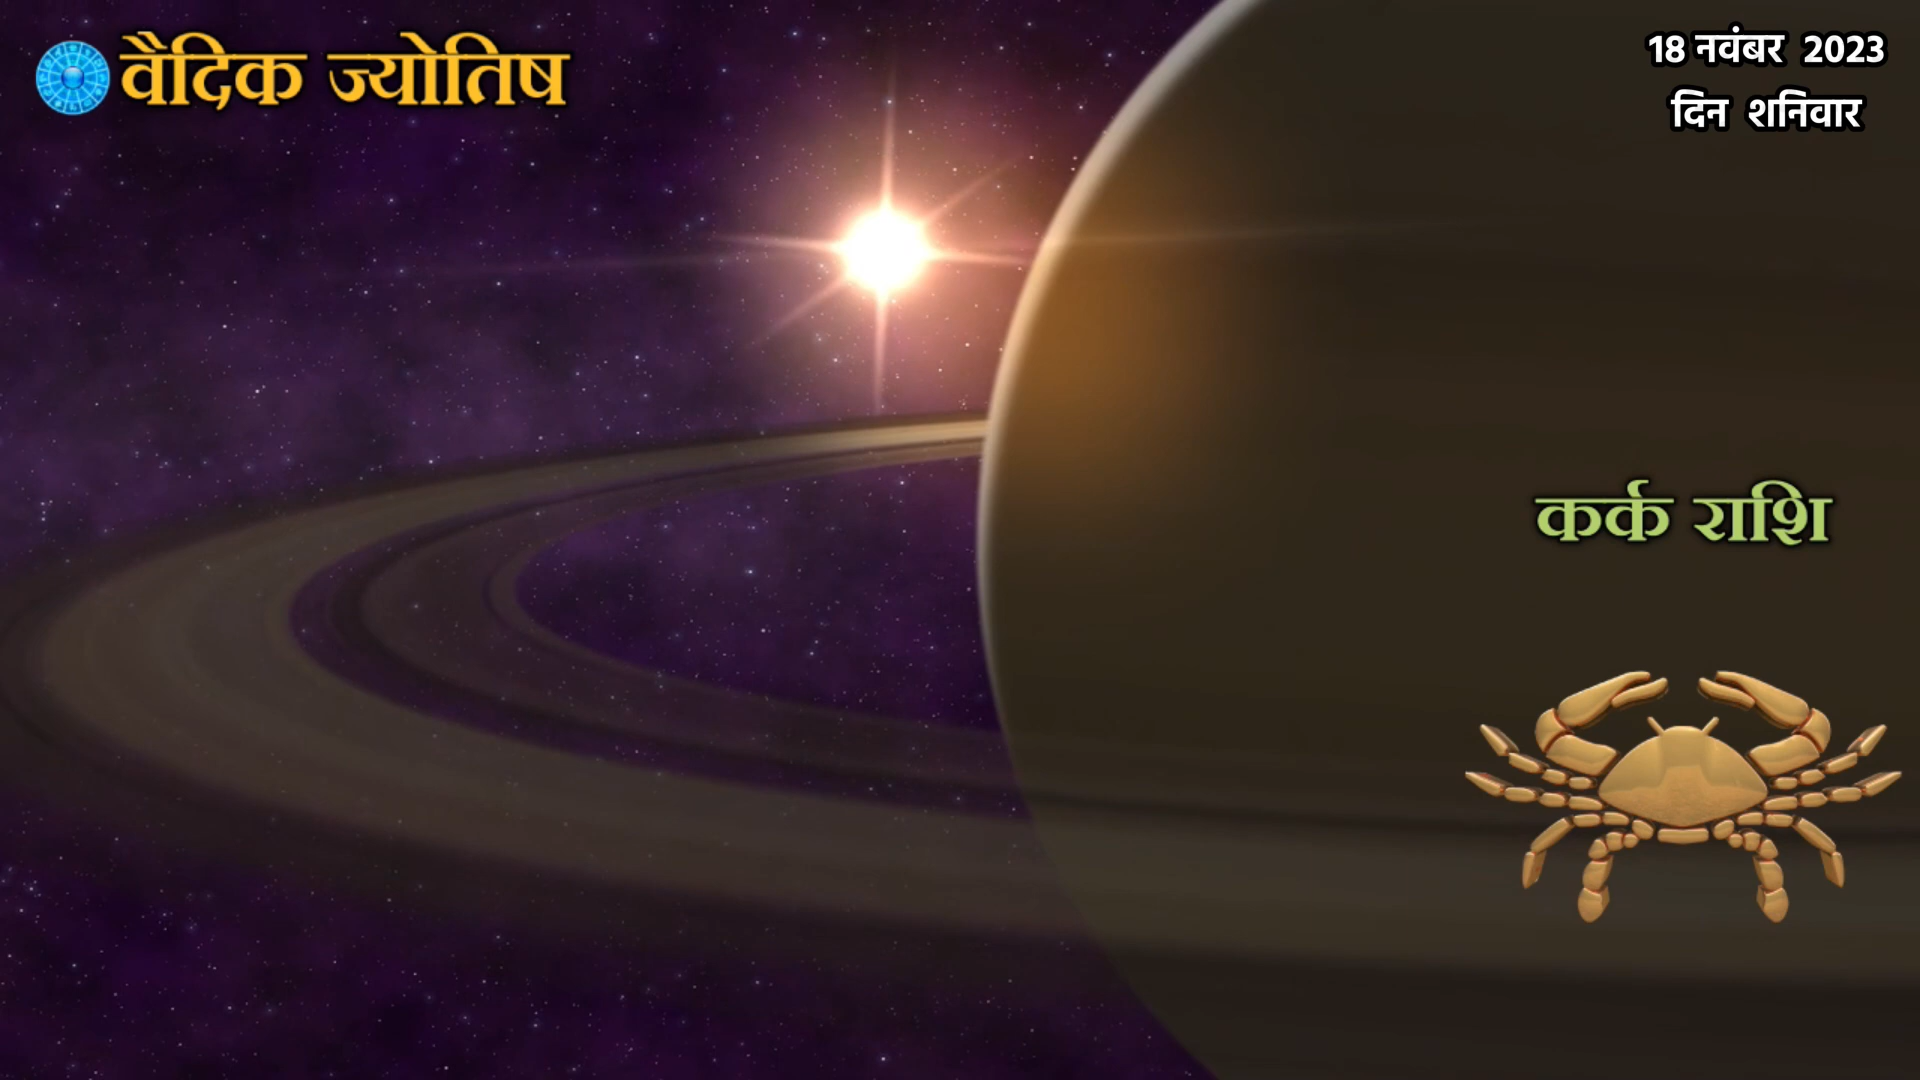 वैदिक ज्योतिष
18 नवंबर 2023
दिन शनिवार
कर्क राशि